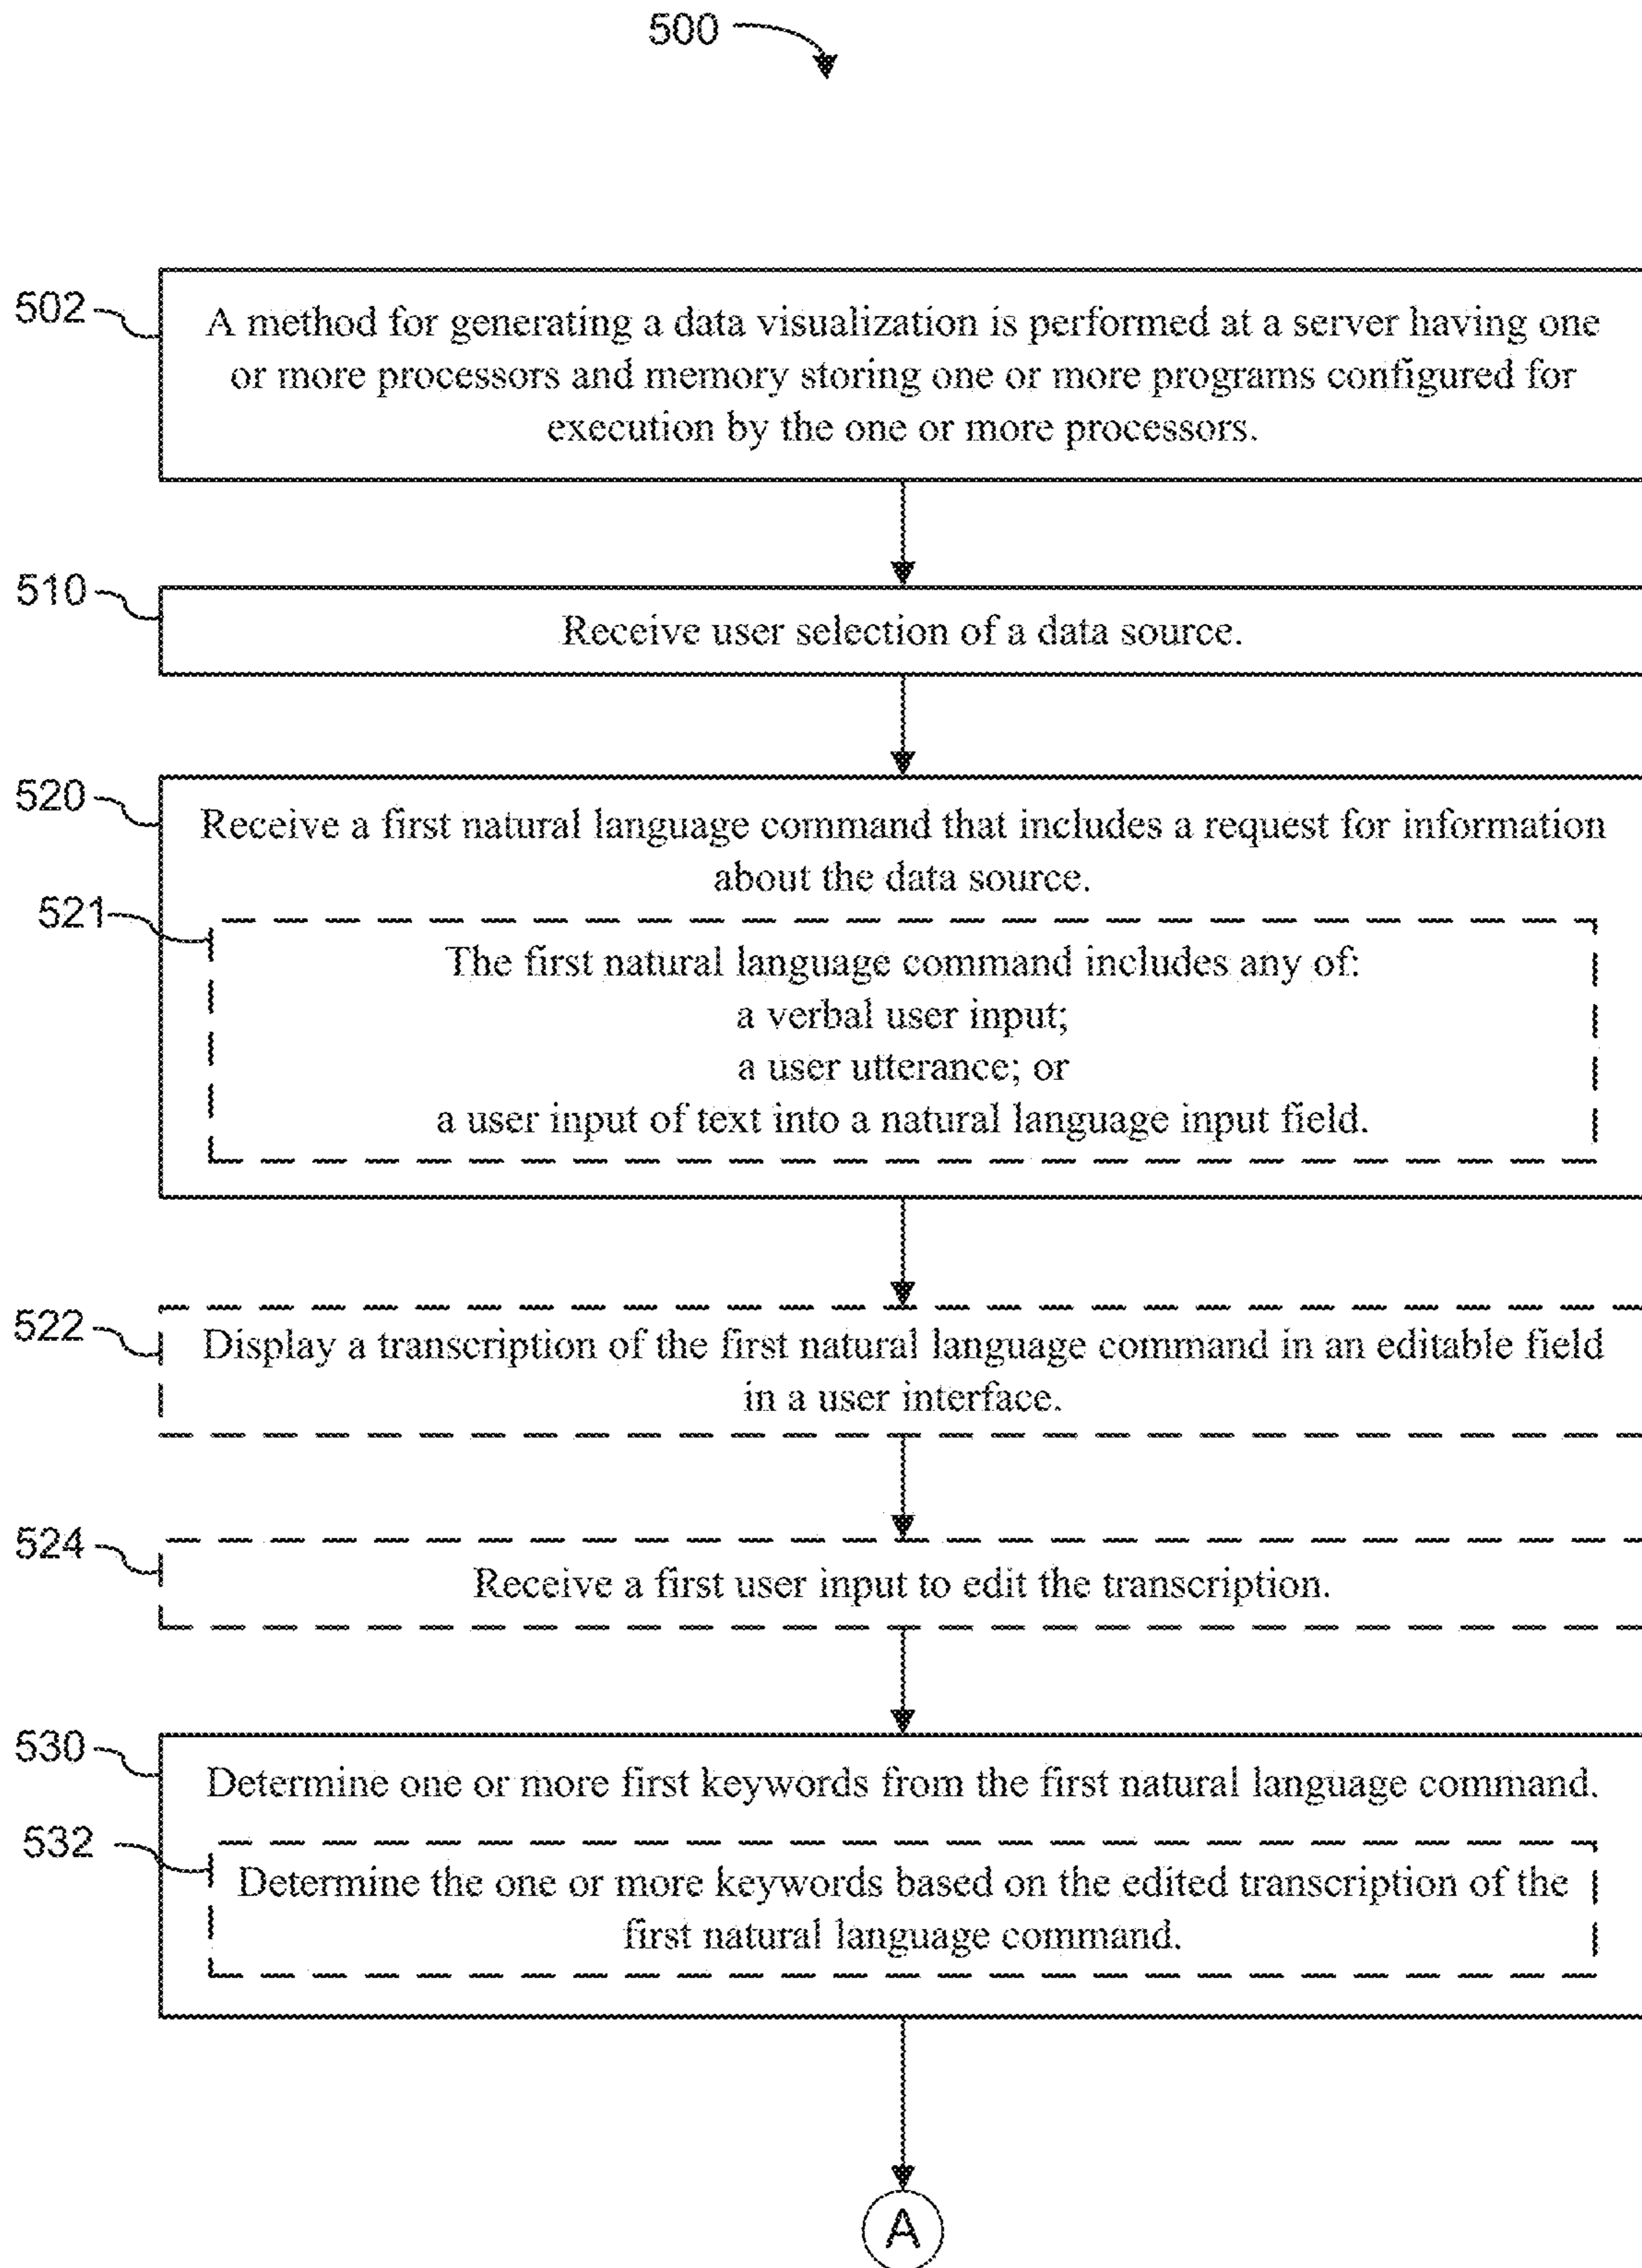 500
502
A method for generating a data visualization is performed at a server having one
or more processors and memory storing one or more programs configured for
execution by the one or more processors.
510
Receive user selection of a data source.
520
Receive a first natural language command that includes a request for information
about the data source.
521
The first natural language command includes any of:
a verbal user input;
a user utterance; or
a user input of text into a natural language input field.
522
Display a transcription of the first natural language command in an editable field
in a user interface.
524
Receive a first user input to edit the transcription.
530
Determine one or more first keywords from the first natural language command.
532
Determine the one or more keywords based on the edited transcription of the
first natural language command.
A